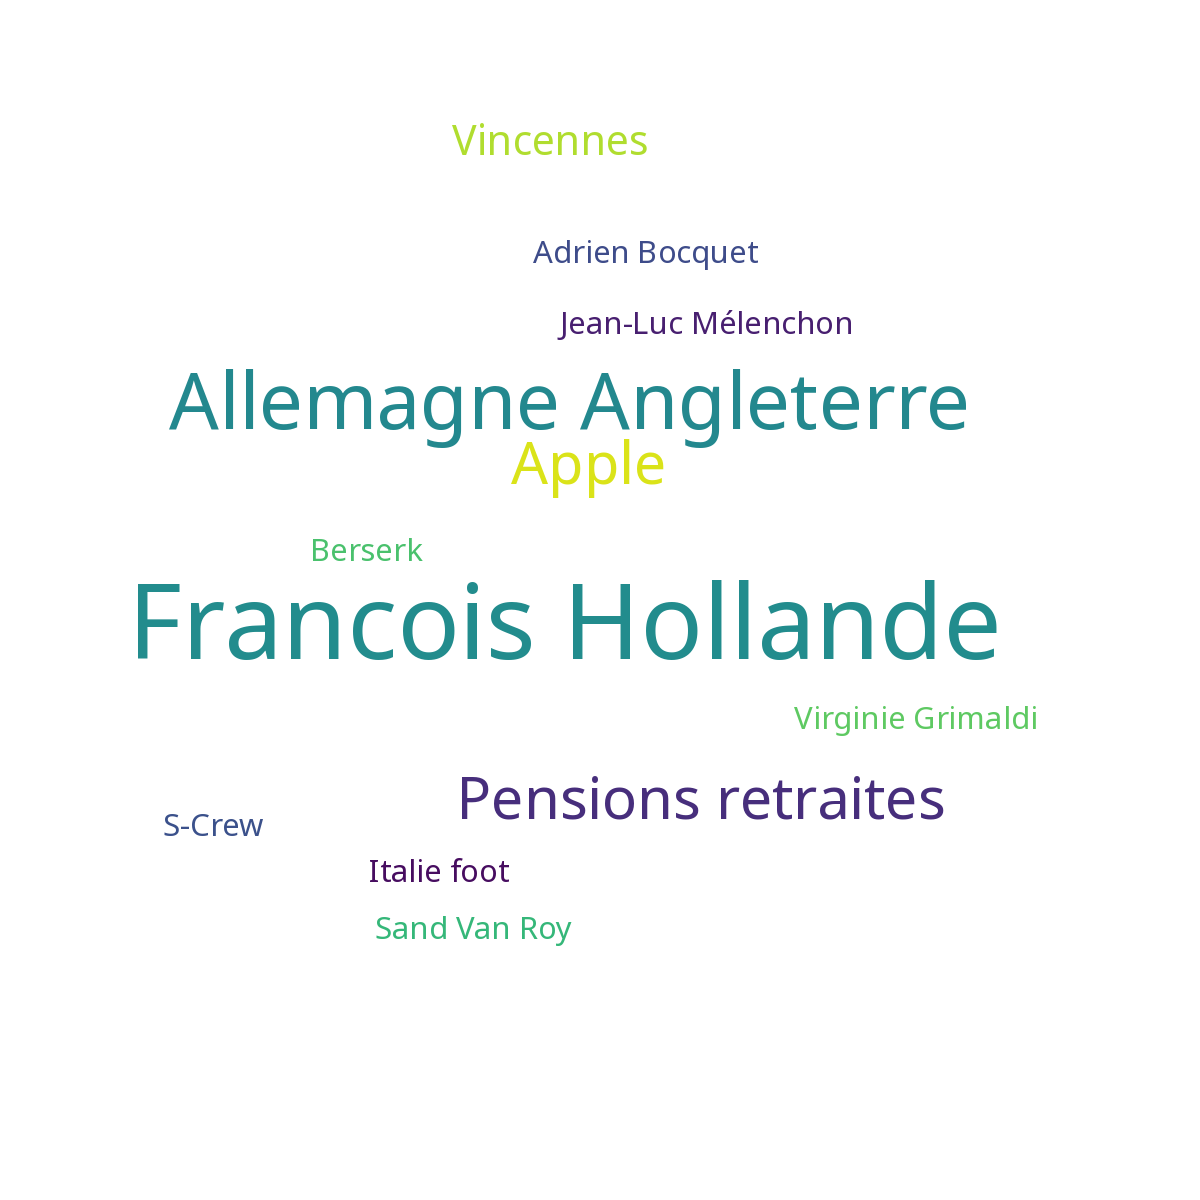 Vincennes
Adrien Bocquet
Jean-Luc Mélenchon
Allemagne Angleterre
Apple
Berserk
Francois Hollande
Virginie Grimaldi
Pensions retraites
S-Crew
Italie foot
Sand Van Roy